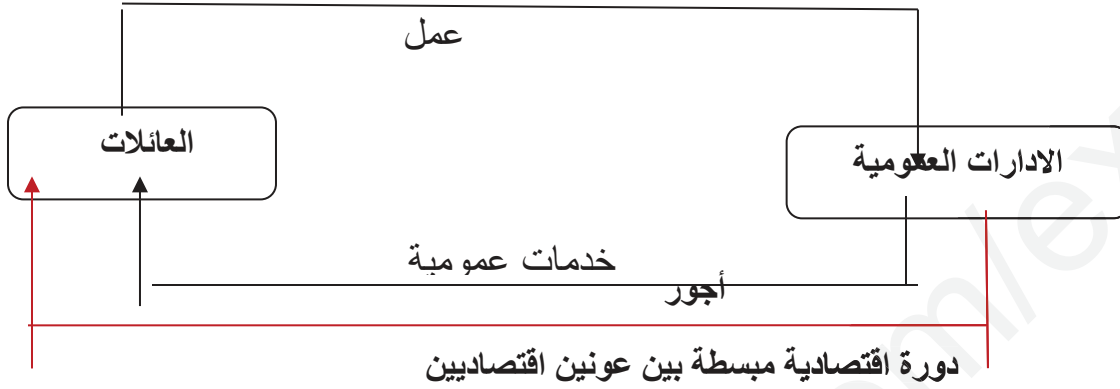 عمل
العائلات
الادارات العمومية
خدمات عمومية
أجور
دورة اقتصادية مبسطة بين عونين اقتصاديين